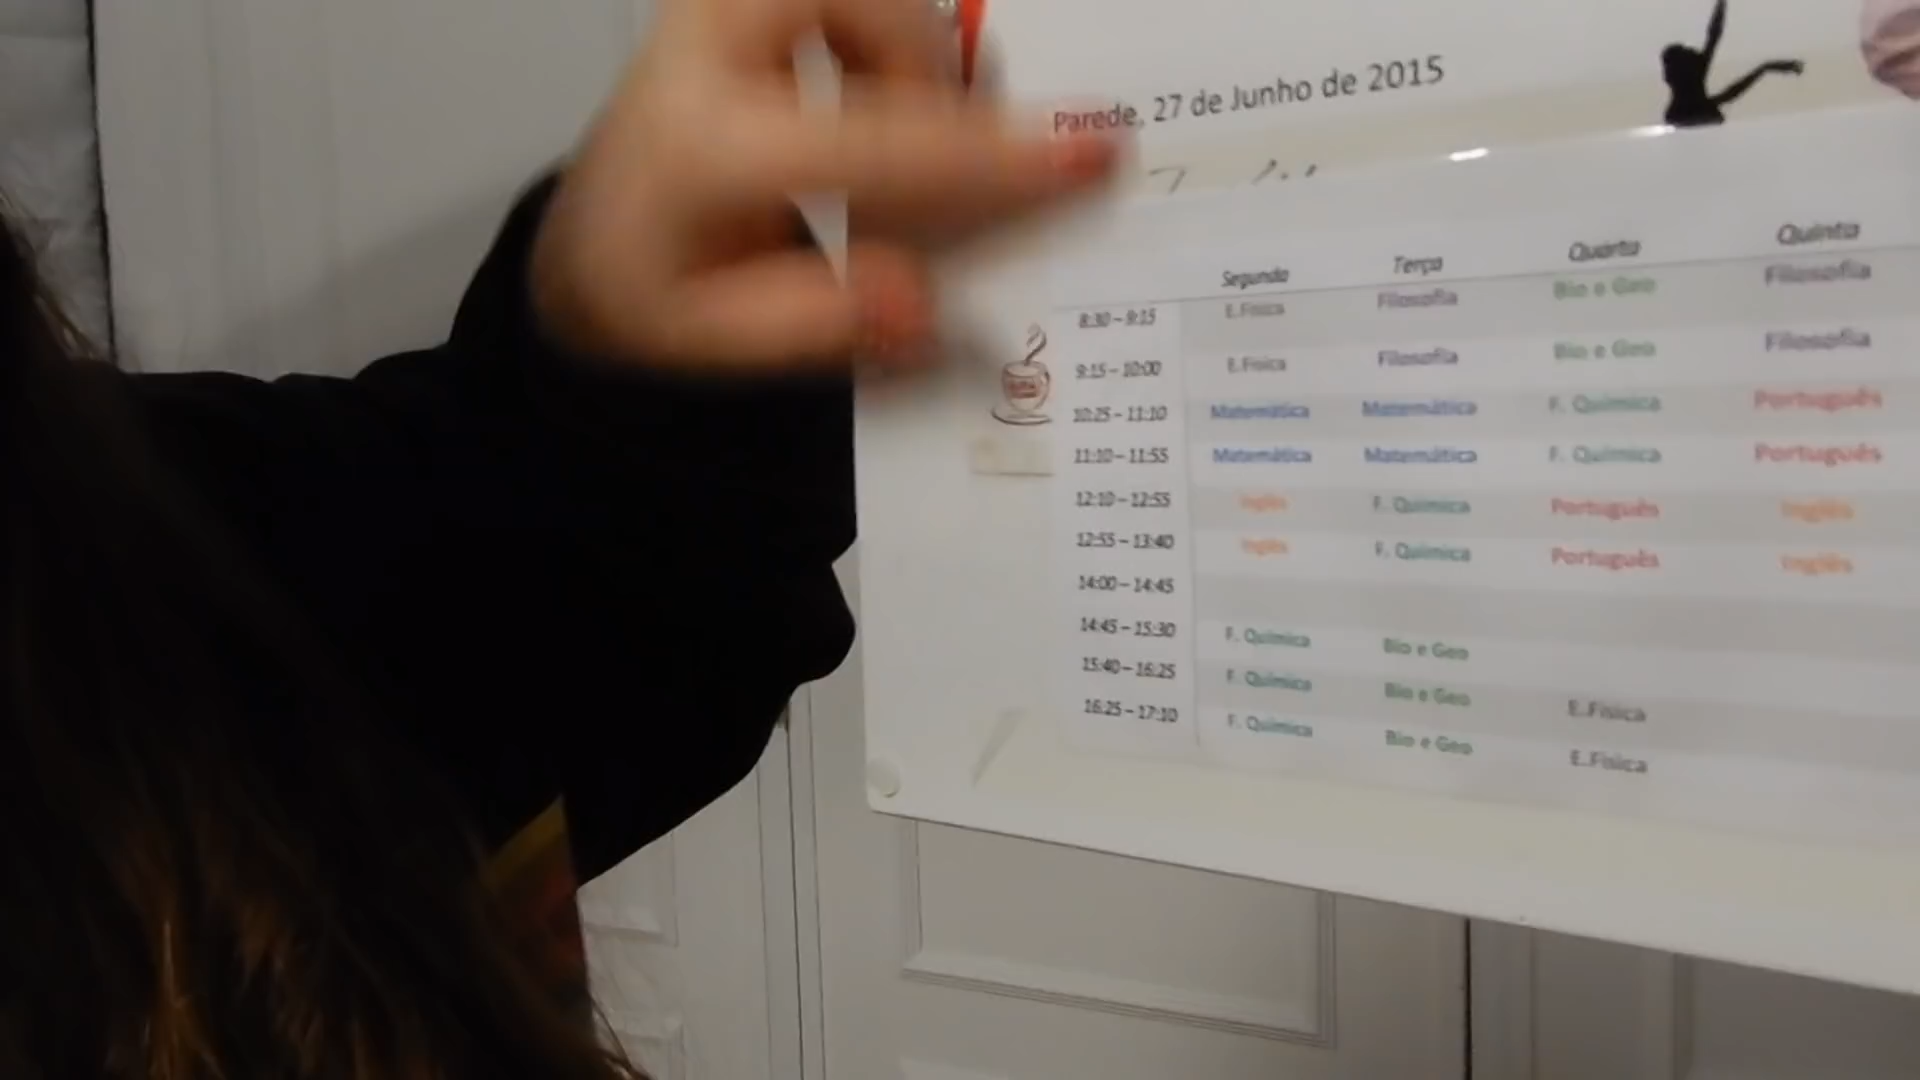 Parede, 27 de Junho de 2015
Segunda Terça Quarta Quinta
8:30 – 9:15 E.Física Filosofia Bio e Geo Filosofia
9:15 – 10:00 E.Física Filosofia Bio e Geo Filosofia
10:25 – 11:10 Matemática Matemática F. Química Português
11:10 – 11:55 Matemática Matemática F. Química Português
12:10 – 12:55 Inglês F. Química Português Inglês
12:55 – 13:40 Inglês F. Química Português Inglês
14:00 – 14:45
14:45 – 15:30 F. Química Bio e Geo
15:40 – 16:25 F. Química Bio e Geo E.Física
16:25 – 17:10 F. Química Bio e Geo E.Física